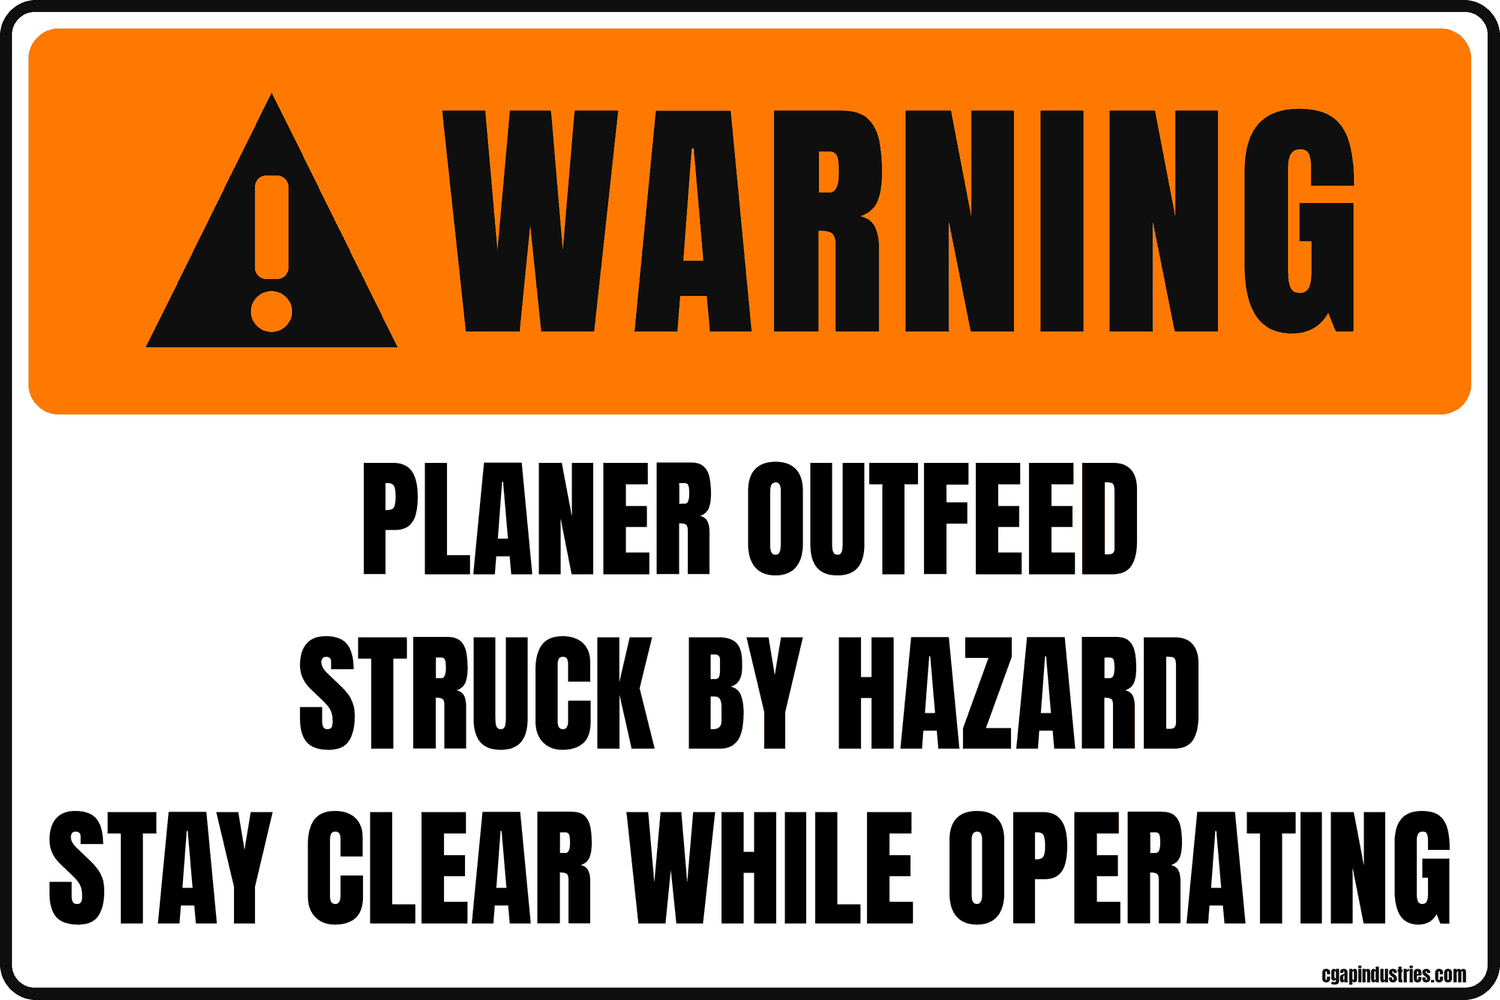 WARNING
PLANER OUTFEED
STRUCK BY HAZARD
STAY CLEAR WHILE OPERATING
cgapindustries.com